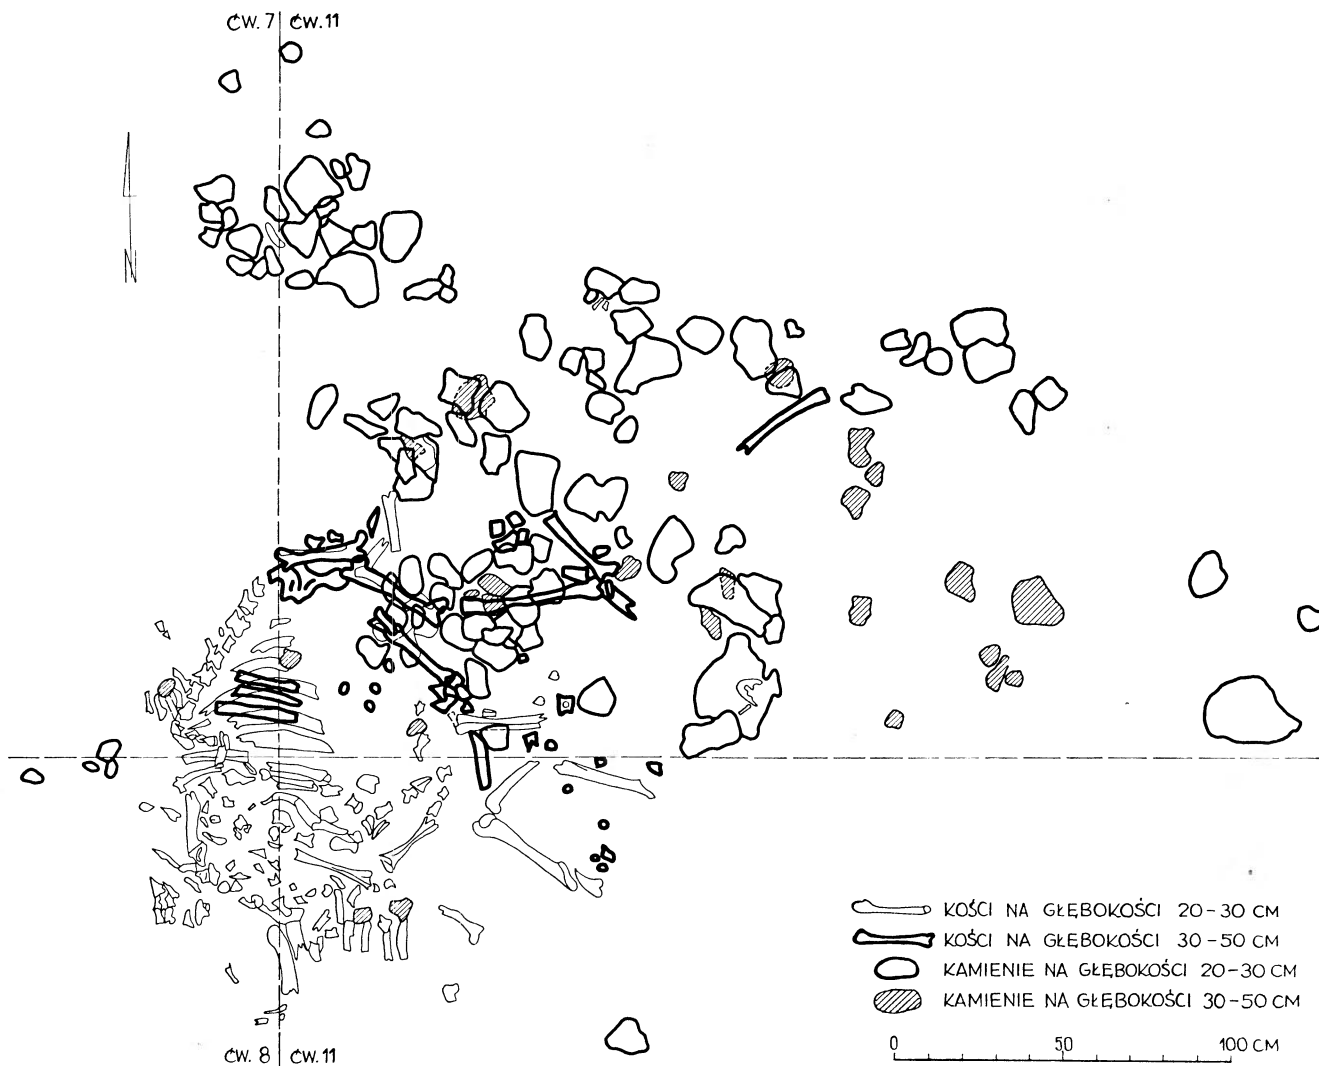 ĆW. 7 ĆW. 11
N
KOŚCI NA GŁĘBOKOŚCI 20-30 CM
KOŚCI NA GŁĘBOKOŚCI 30-50 CM
KAMIENIE NA GŁĘBOKOŚCI 20-30 CM
KAMIENIE NA GŁĘBOKOŚCI 30-50 CM
0 50 100 CM
ĆW. 8 ĆW. 11